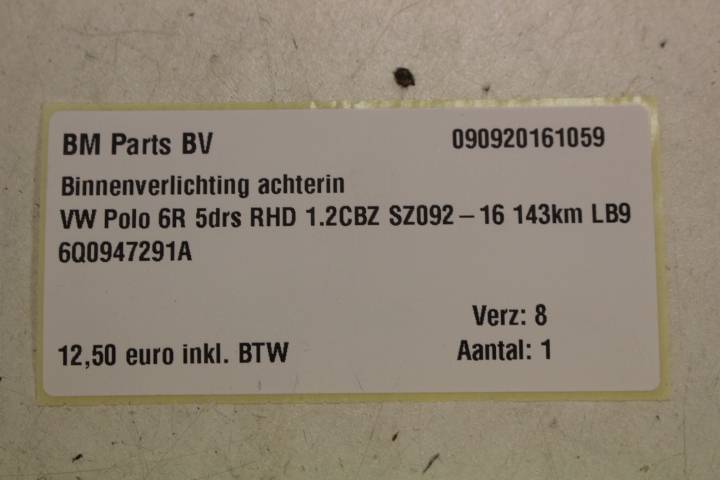 BM Parts BV 090920161059
Binnenverlichting achterin
VW Polo 6R 5drs RHD 1.2CBZ SZ092 – 16 143km LB9
6Q0947291A
Verz: 8
12,50 euro inkl. BTW Aantal: 1